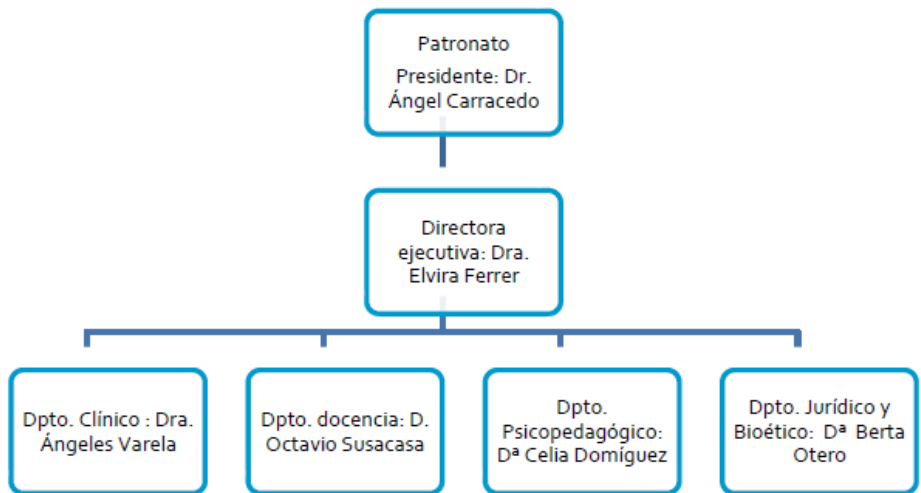 Patronato
Presidente: Dr.
Ángel Carracedo
Directora
ejecutiva: Dra.
Elvira Ferrer
Dpto. Clínico : Dra.
Ángeles Varela
Dpto. docencia: D.
Octavio Susacasa
Dpto.
Psicopedagógico:
Dª Celia Domíguez
Dpto. Jurídico y
Bioético:  Dª  Berta
Otero